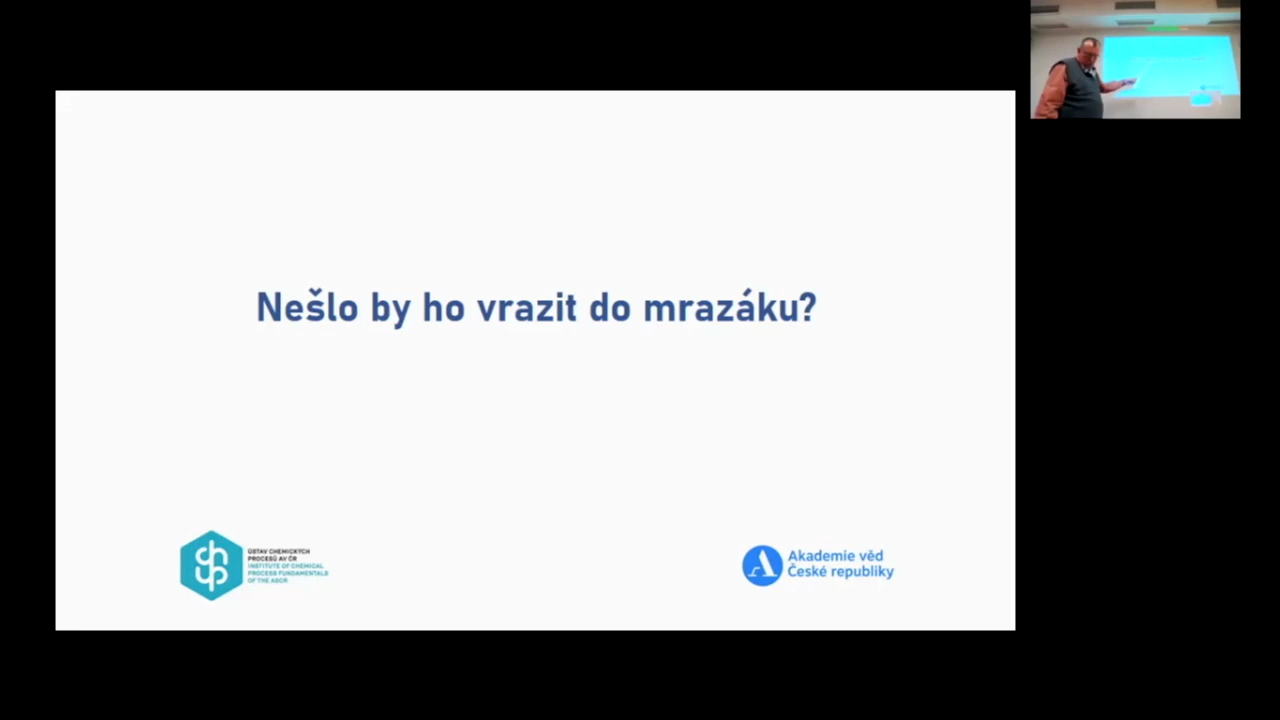 Nešlo by ho vrazit do mrazáku?
ÚSTAV CHEMICKÝCH
PROCESŮ AV ČR
INSTITUTE OF CHEMICAL
PROCESS FUNDAMENTALS
OF THE ASCR
Akademie věd
České republiky